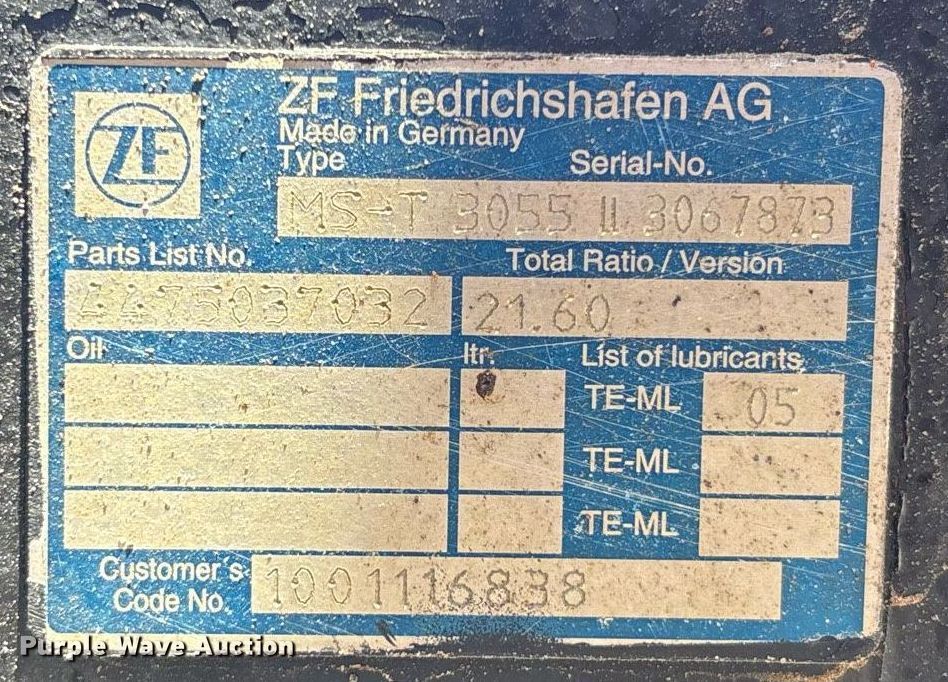 ZF
ZF Friedrichshafen AG
Made in Germany
Type Serial-No.
MS-T 3055 II 3067873
Parts List No. Total Ratio / Version
4475037032 21.60
Oil ltr. List of lubricants
TE-ML 05
TE-ML
TE-ML
Customer's
Code No. 1001116838
Purple Wave Auction